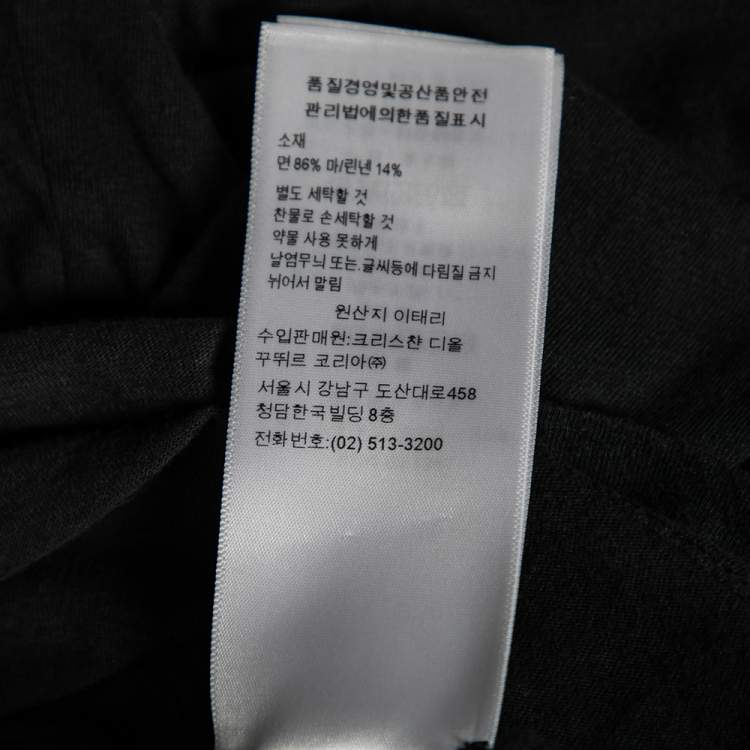 품질경영및공산품안전
관리법에의한품질표시
소재
면 86% 마/린넨 14%
별도 세탁할 것
찬물로 손세탁할 것
약물 사용 못하게
날염무늬 또는.글씨등에 다림질 금지
뉘어서 말림
원산지 이태리
수입판매원:크리스챤 디올
꾸뛰르 코리아㈜
서울시 강남구 도산대로458
청담한국빌딩 8층
전화번호:(02) 513-3200